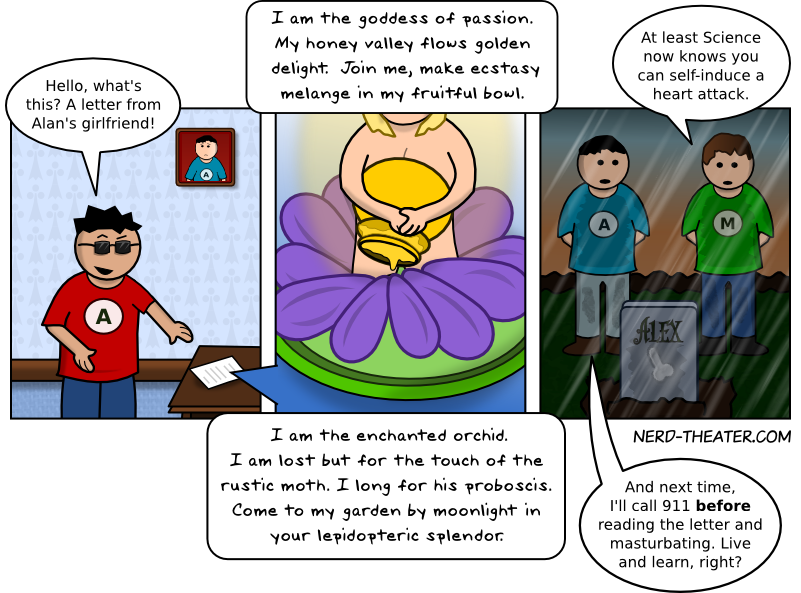 Hello, what's
this? A letter from
Alan's girlfriend!
A
A
I am the goddess of passion.
My honey valley flows golden
delight. Join me, make ecstasy
melange in my fruitful bowl.
I am the enchanted orchid.
I am lost but for the touch of the
rustic moth. I long for his proboscis.
Come to my garden by moonlight in
your lepidopteric splendor.
At least Science
now knows you
can self-induce a
heart attack.
A
M
ALEX
NERD-THEATER.COM
And next time,
I'll call 911 before
reading the letter and
masturbating. Live
and learn, right?